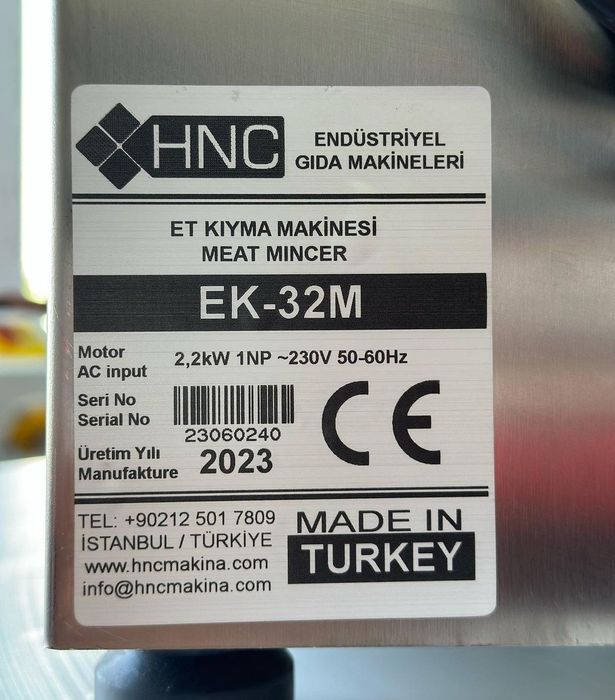 HNC
ENDÜSTRİYEL
GIDA MAKİNELERİ
ET KIYMA MAKİNESİ
MEAT MINCER
EK-32M
Motor
AC input
2,2kW 1NP ~230V 50-60Hz
Seri No
Serial No
23060240
CE
Üretim Yılı
Manufakture
2023
TEL: +90212 501 7809
İSTANBUL / TÜRKİYE
www.hncmakina.com
info@hncmakina.com
MADE IN
TURKEY